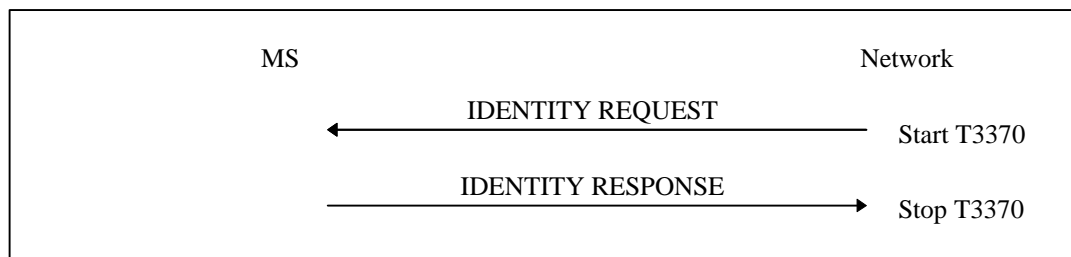 MS Network
IDENTITY REQUEST
Start T3370
IDENTITY RESPONSE
Stop T3370